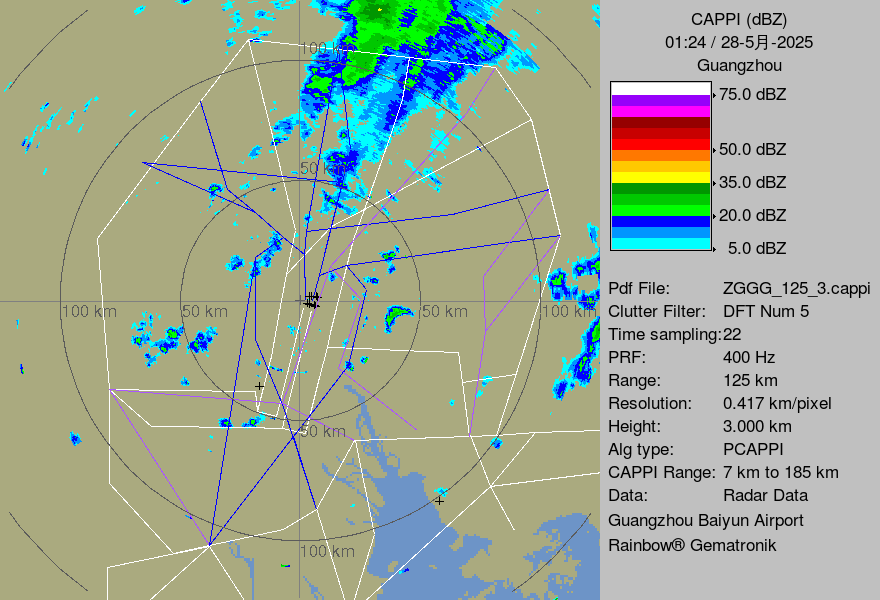 CAPPI (dBZ)
01:24 / 28-5月-2025
Guangzhou
75.0 dBZ
50.0 dBZ
35.0 dBZ
20.0 dBZ
5.0 dBZ
Pdf File: ZGGG_125_3.cappi
Clutter Filter: DFT Num 5
Time sampling:22
PRF: 400 Hz
Range: 125 km
Resolution: 0.417 km/pixel
Height: 3.000 km
Alg type: PCAPPI
CAPPI Range: 7 km to 185 km
Data: Radar Data
Guangzhou Baiyun Airport
Rainbow® Gematronik
100 km
50 km
100 km
50 km
50 km
100 km
50 km
100 km